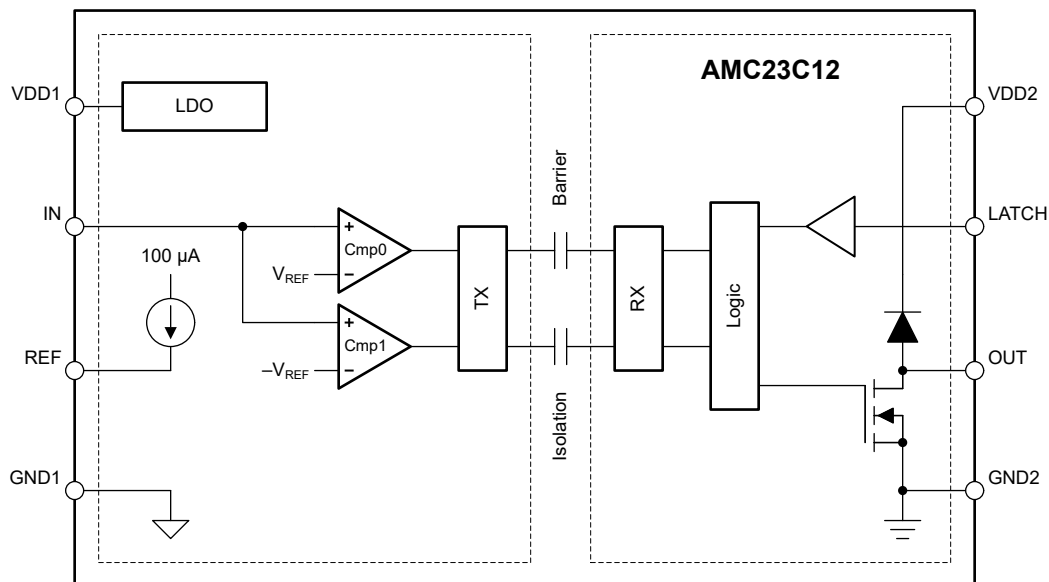 AMC23C12
VDD1
LDO
VDD2
IN
Barrier
LATCH
+
Cmp0
100 µA
VREF
−
TX
RX
Logic
+
Cmp1
REF
−VREF
−
OUT
Isolation
GND1
GND2